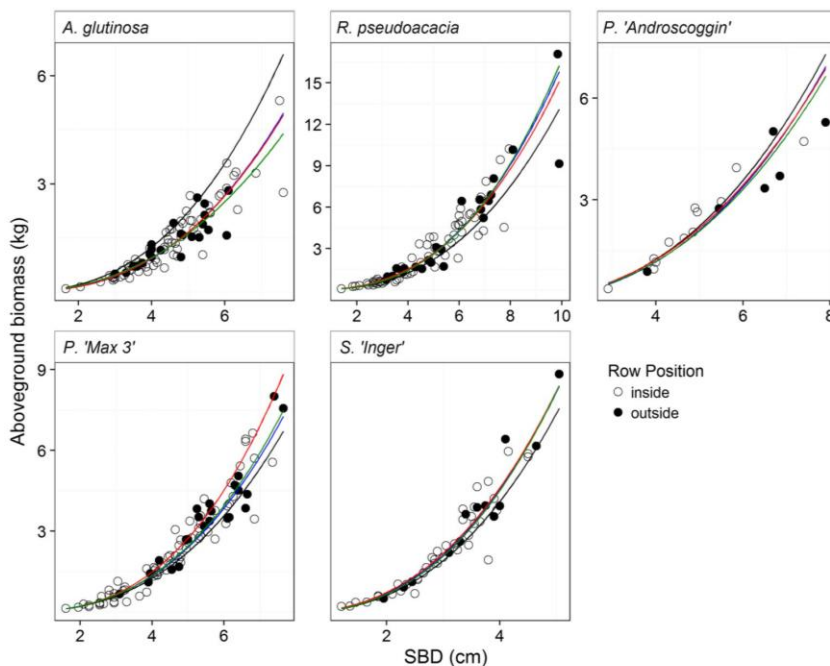 A. glutinosa
R. pseudoacacia
P. 'Androscoggin'
6
3
2
4
6
15
12
9
6
3
2
4
6
8
10
6
3
4
6
8
P. 'Max 3'
S. 'Inger'
9
6
3
2
4
6
2
4
Row Position
inside
outside
Aboveground biomass (kg)
SBD (cm)